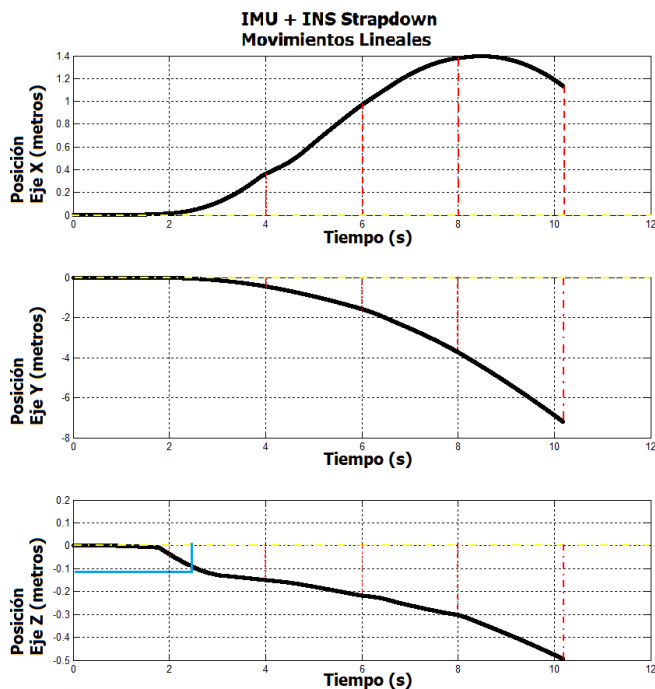 IMU + INS Strapdown
Movimientos Lineales
Posición
Eje X (metros)
1.4
1.2
1
0.8
0.6
0.4
0.2
0
0 2 4 6 8 10 12
Tiempo (s)
Posición
Eje Y (metros)
0
-2
-4
-6
-8
0 2 4 6 8 10 12
Tiempo (s)
Posición
Eje Z (metros)
0.2
0.1
0
-0.1
-0.2
-0.3
-0.4
-0.5
0 2 4 6 8 10 12
Tiempo (s)